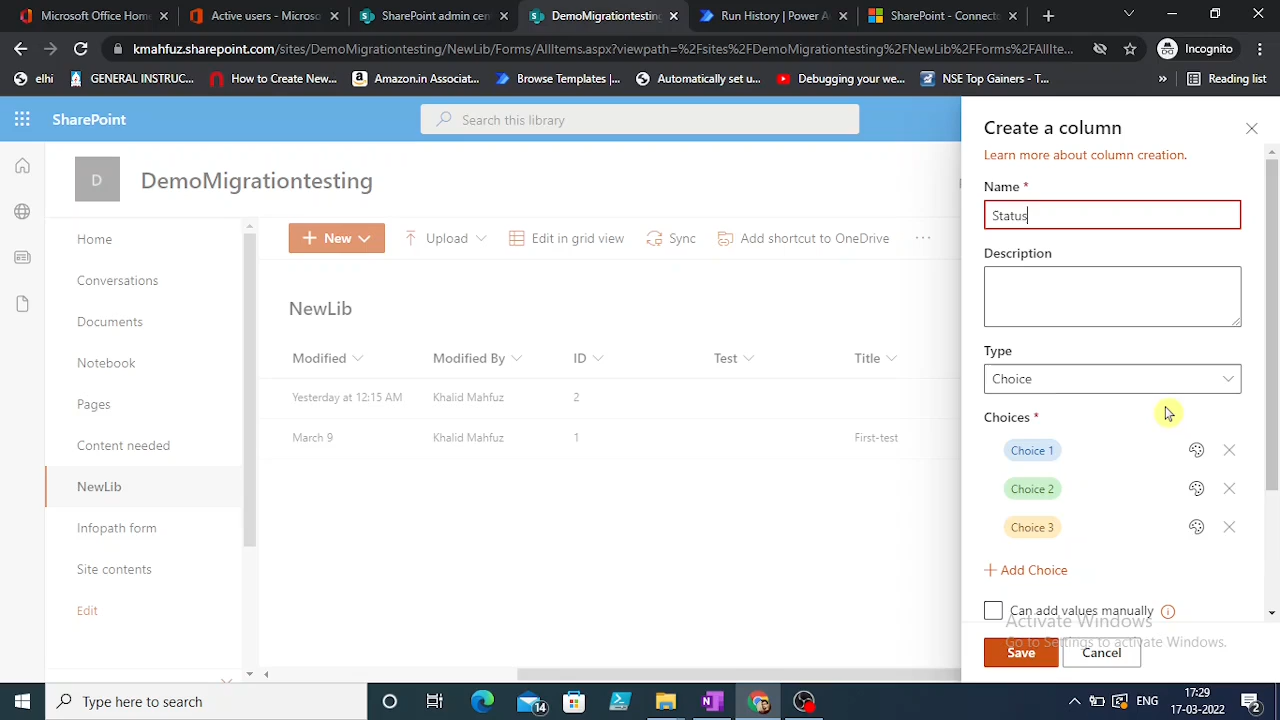 Microsoft Office Home
Active users - Microso
SharePoint admin cen
DemoMigrationtesting
Run History | Power A
SharePoint - Connecto
kmahfuz.sharepoint.com/sites/DemoMigrationtesting/NewLib/Forms/AllItems.aspx?viewpath=%2Fsites%2FDemoMigrationtesting%2FNewLib%2FForms%2FAllIte...
Incognito
elhi
GENERAL INSTRUC...
How to Create New...
Amazon.in Associat...
Browse Templates |...
Automatically set u...
Debugging your we...
NSE Top Gainers - T...
»
Reading list
SharePoint
Search this library
D
DemoMigrationtesting
Home
Conversations
Documents
Notebook
Pages
Content needed
NewLib
Infopath form
Site contents
Edit
+ New
Upload
Edit in grid view
Sync
Add shortcut to OneDrive
...
NewLib
Modified
Modified By
ID
Test
Title
Yesterday at 12:15 AM
Khalid Mahfuz
2
March 9
Khalid Mahfuz
1
First-test
Create a column
Learn more about column creation.
Name *
Status
Description
Type
Choice
Choices *
Choice 1
Choice 2
Choice 3
+ Add Choice
Can add values manually
Activate Windows
Go to Settings to activate Windows.
Save
Cancel
Type here to search
14
ENG
17:29
17-03-2022
2